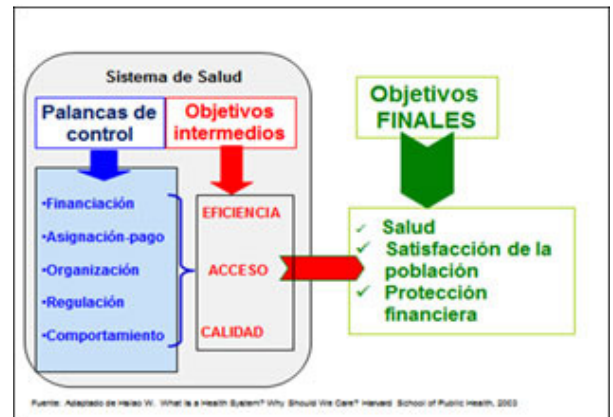 Sistema de Salud
Palancas de
control
Objetivos
intermedios
Objetivos
FINALES
•Financiación
•Asignación-pago
•Organización
•Regulación
•Comportamiento
EFICIENCIA
ACCESO
CALIDAD
✓ Salud
✓ Satisfacción de la
población
✓ Protección
financiera
Fuente: Adaptado de Hsiao W. What is a Health System? Why Should We Care? Harvard School of Public Health, 2003